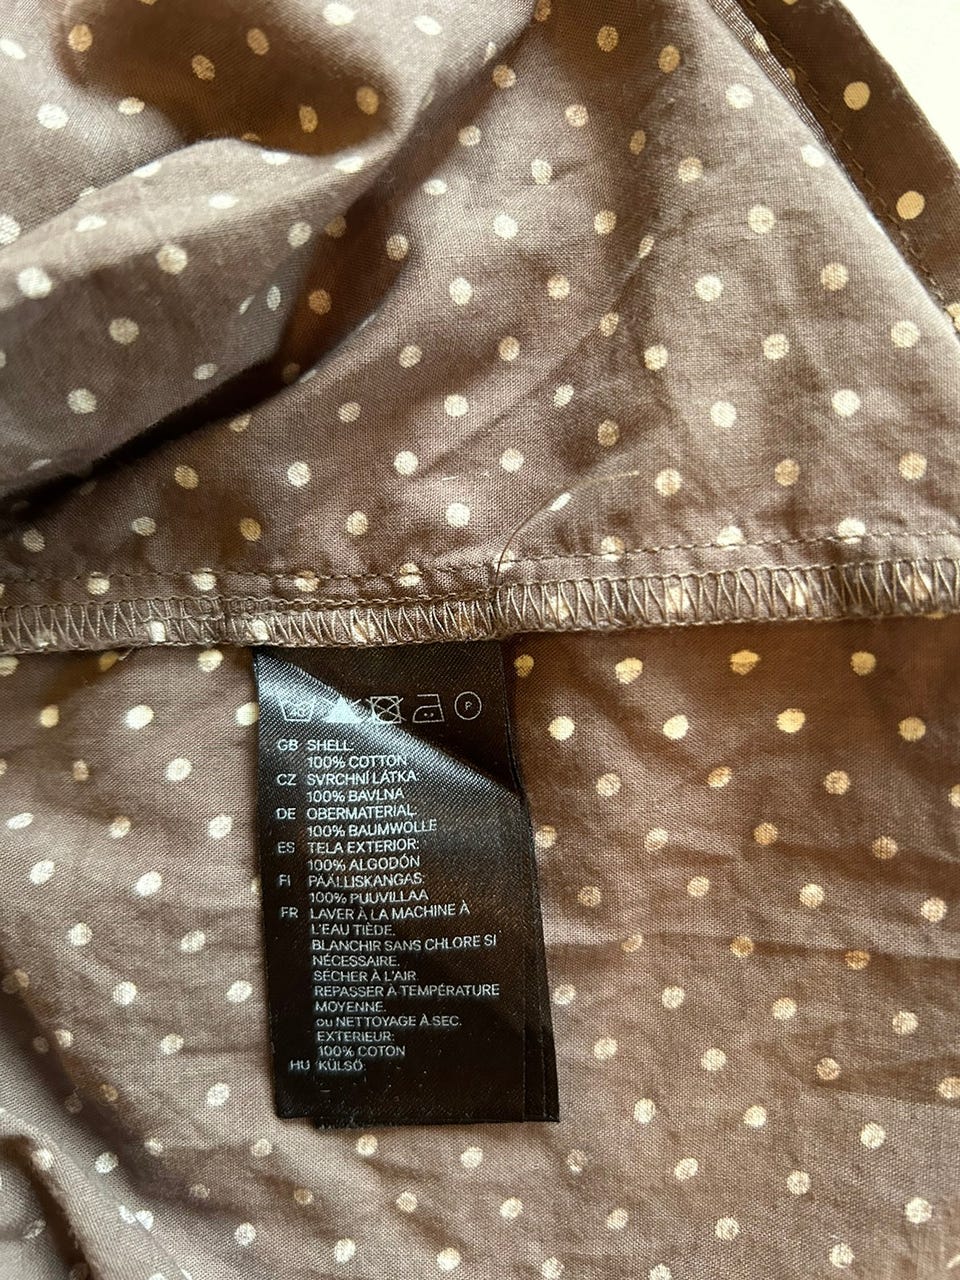 P
GB SHELL:
100% COTTON
CZ SVRCHNÍ LÁTKA:
100% BAVLNA
DE OBERMATERIAL:
100% BAUMWOLLE
ES TELA EXTERIOR:
100% ALGODÓN
FI PÄÄLLISKANGAS:
100% PUUVILLAA
FR LAVER À LA MACHINE À
L'EAU TIÈDE.
BLANCHIR SANS CHLORE SI
NÉCESSAIRE.
SÉCHER À L'AIR.
REPASSER À TEMPÉRATURE
MOYENNE.
ou NETTOYAGE À SEC.
EXTERIEUR:
100% COTON
HU KÜLSŐ: